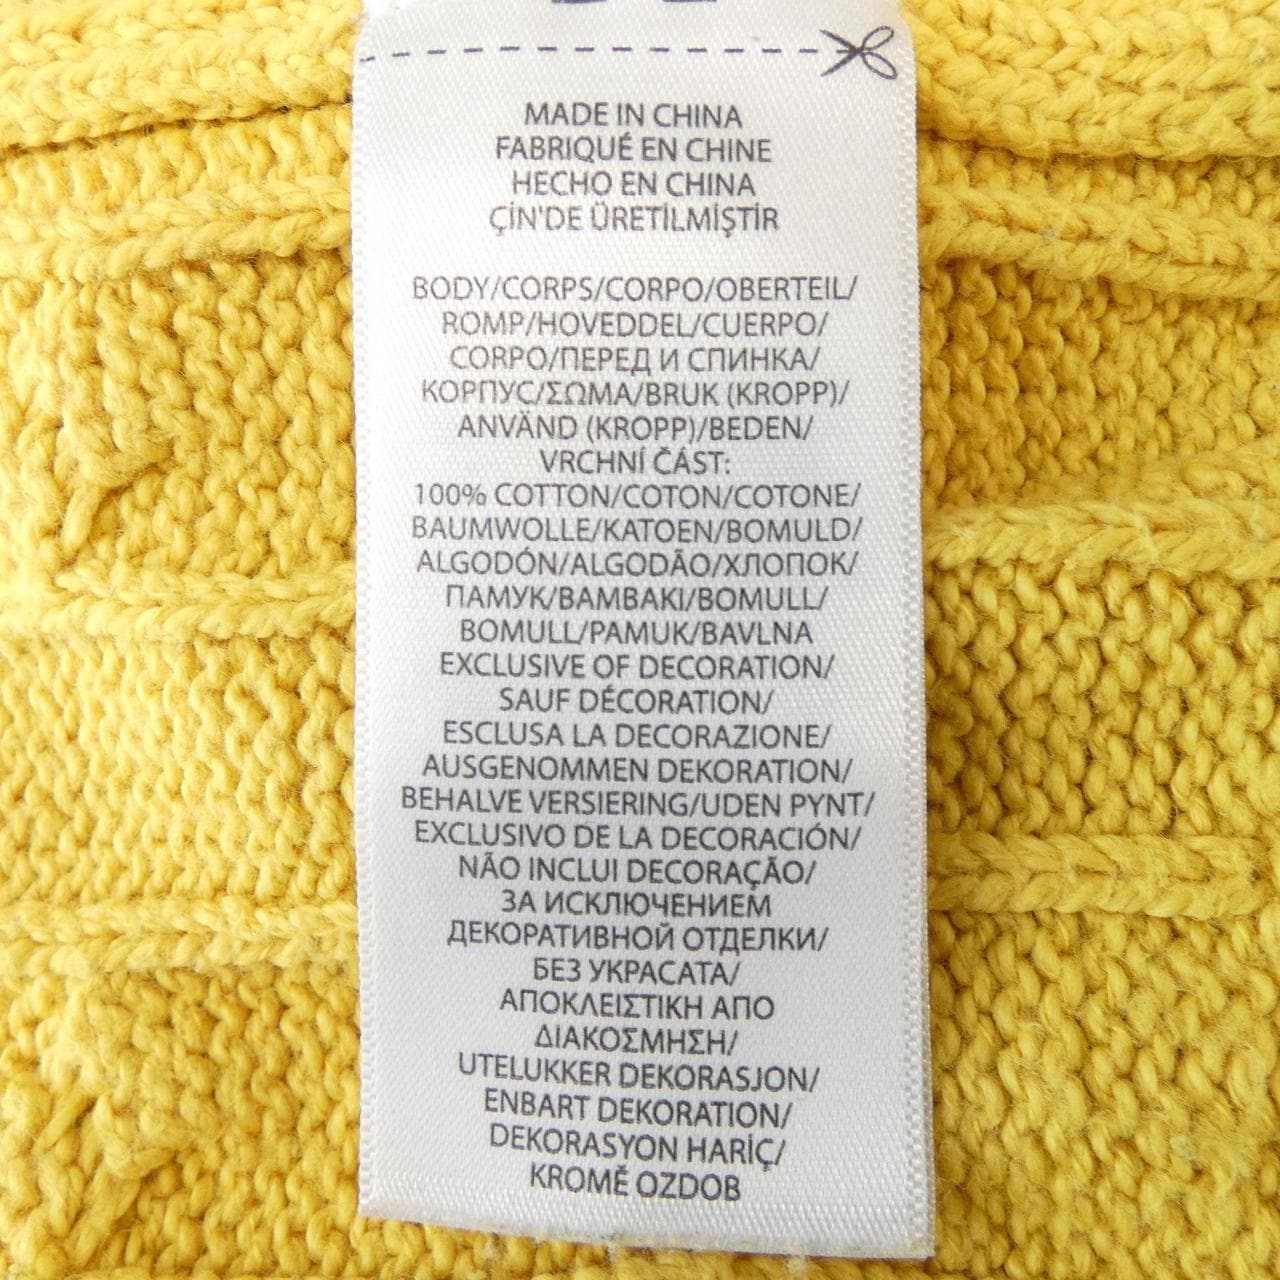 MADE IN CHINA
FABRIQUÉ EN CHINE
HECHO EN CHINA
ÇİN'DE ÜRETİLMİŞTİR
BODY/CORPS/CORPO/OBERTEIL/
ROMP/HOVEDDEL/CUERPO/
CORPO/ПЕРЕД И СПИНКА/
КОРПУС/ΣΩΜΑ/BRUK (KROPP)/
ANVÄND (KROPP)/BEDEN/
VRCHNÍ ČÁST:
100% COTTON/COTON/COTONE/
BAUMWOLLE/KATOEN/BOMULD/
ALGODÓN/ALGODÃO/ХЛОПОК/
ПАМУК/ΒΑΜΒΑΚΙ/BOMULL/
BOMULL/PAMUK/BAVLNA
EXCLUSIVE OF DECORATION/
SAUF DÉCORATION/
ESCLUSA LA DECORAZIONE/
AUSGENOMMEN DEKORATION/
BEHALVE VERSIERING/UDEN PYNT/
EXCLUSIVO DE LA DECORACIÓN/
NÃO INCLUI DECORAÇÃO/
ЗА ИСКЛЮЧЕНИЕМ
ДЕКОРАТИВНОЙ ОТДЕЛКИ/
БЕЗ УКРАСАТА/
ΑΠΟΚΛΕΙΣΤΙΚΗ ΑΠΟ
ΔΙΑΚΟΣΜΗΣΗ/
UTELUKKER DEKORASJON/
ENBART DEKORATION/
DEKORASYON HARİÇ/
KROMĚ OZDOB